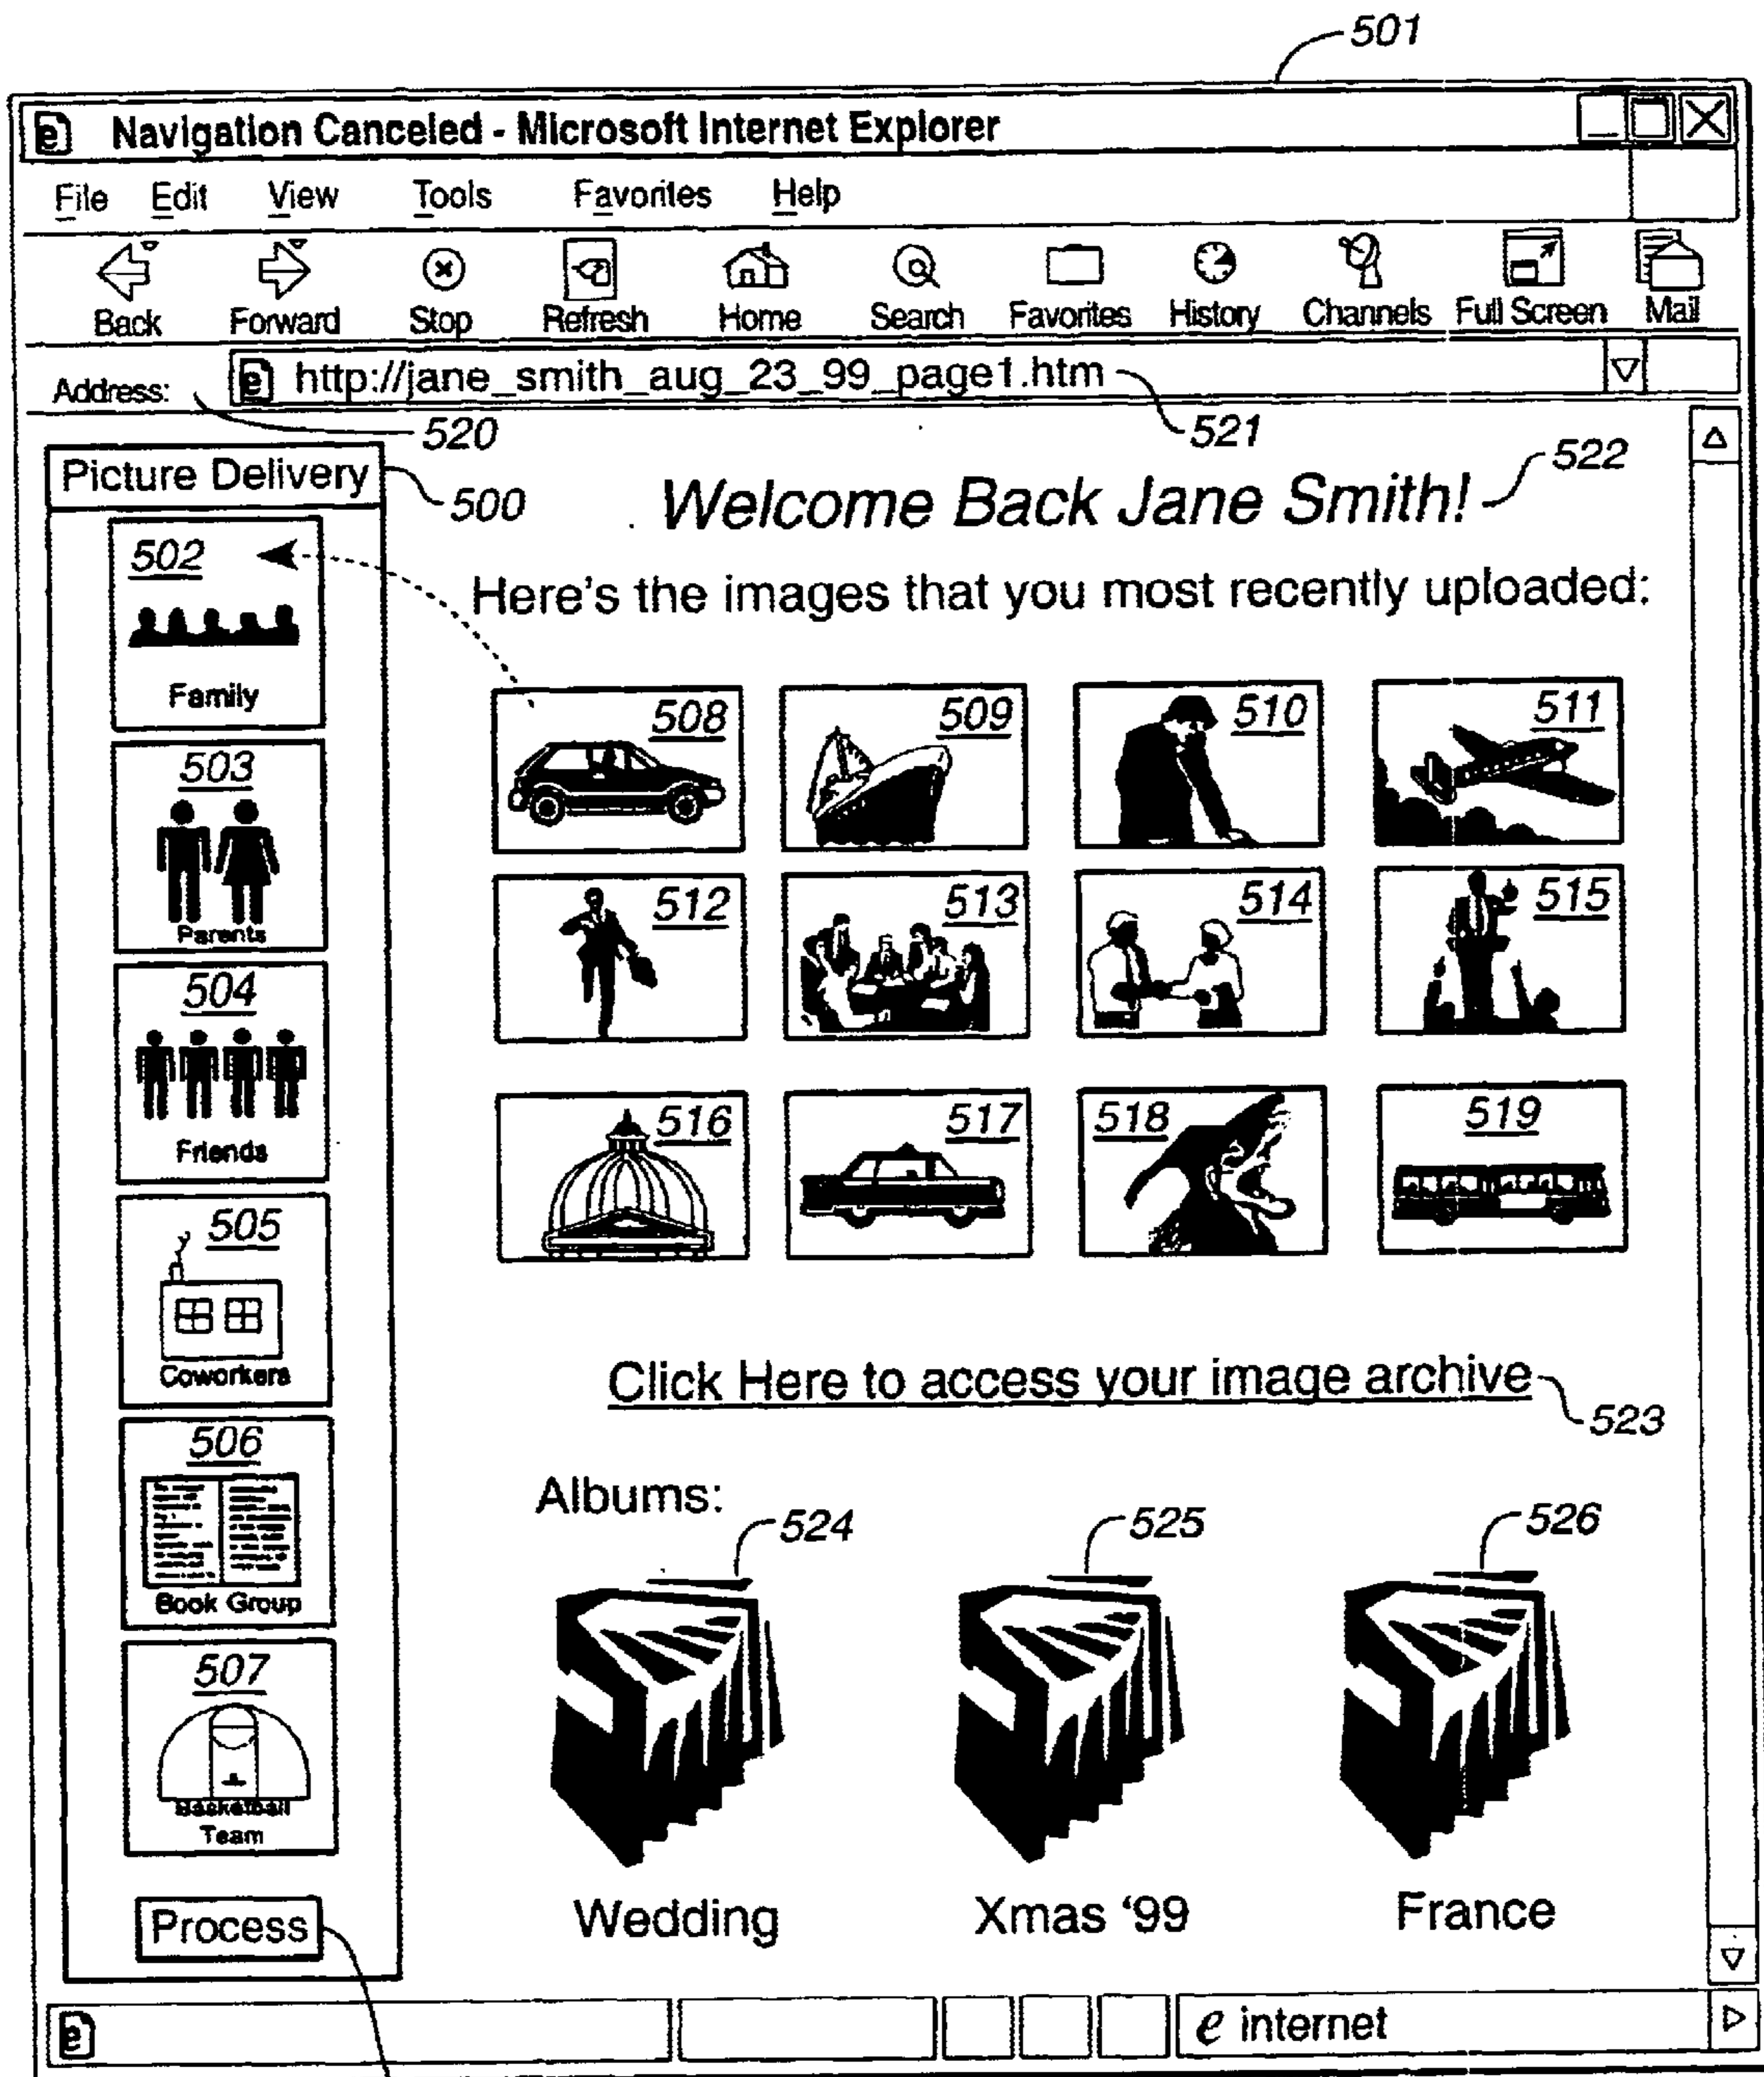 501
Navigation Canceled - Microsoft Internet Explorer
File Edit View Tools Favorites Help
Back Forward Stop Refresh Home Search Favorites History Channels Full Screen Mail
Address: http://jane_smith_aug_23_99_page1.htm
520 521
Picture Delivery
500
522
Welcome Back Jane Smith!
Here's the images that you most recently uploaded:
502
Family
503
Parents
504
Friends
505
Coworkers
506
Book Group
507
Basketball
Team
Process
508 509 510 511
512 513 514 515
516 517 518 519
Click Here to access your image archive
523
Albums:
524 525 526
Wedding Xmas '99 France
e internet